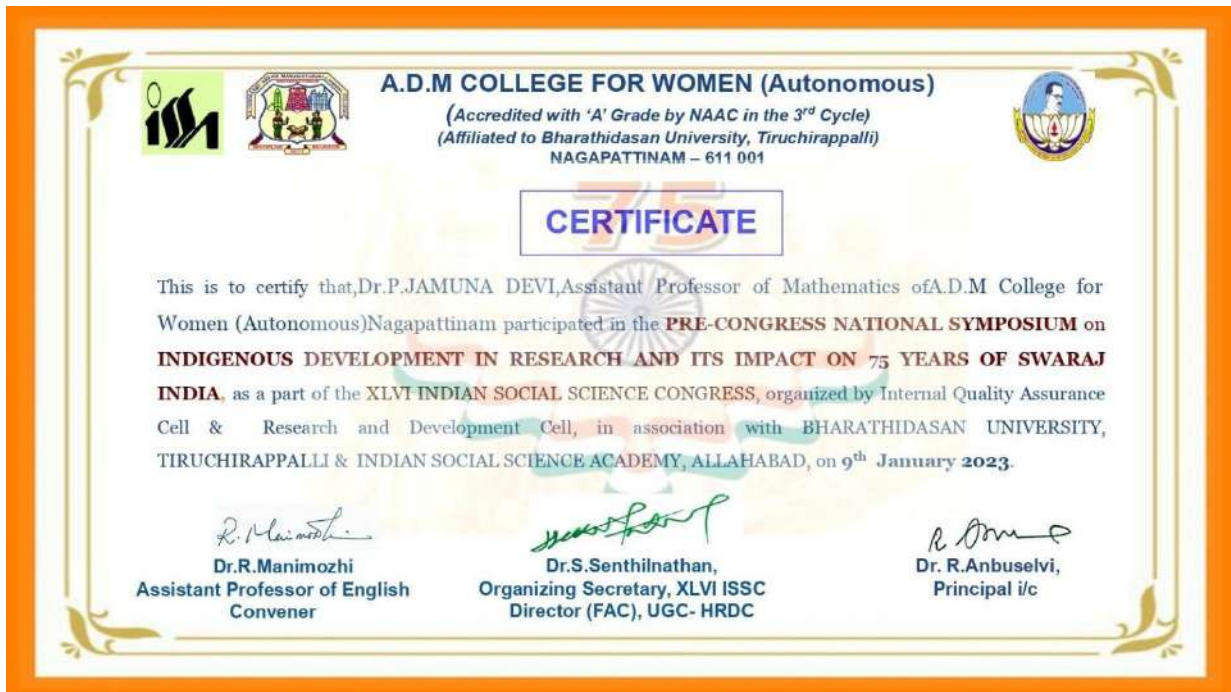 A.D.M COLLEGE FOR WOMEN (Autonomous)
(Accredited with 'A' Grade by NAAC in the 3rd Cycle)
(Affiliated to Bharathidasan University, Tiruchirappalli)
NAGAPATTINAM – 611 001
75
CERTIFICATE
This is to certify that,Dr.P.JAMUNA DEVI,Assistant Professor of Mathematics ofA.D.M College for
Women (Autonomous)Nagapattinam participated in the PRE-CONGRESS NATIONAL SYMPOSIUM on
INDIGENOUS DEVELOPMENT IN RESEARCH AND ITS IMPACT ON 75 YEARS OF SWARAJ
INDIA, as a part of the XLVI INDIAN SOCIAL SCIENCE CONGRESS, organized by Internal Quality Assurance
Cell & Research and Development Cell, in association with BHARATHIDASAN UNIVERSITY,
TIRUCHIRAPPALLI & INDIAN SOCIAL SCIENCE ACADEMY, ALLAHABAD, on 9th January 2023.
R. Manimozhi
Dr.R.Manimozhi
Assistant Professor of English
Convener
Dr.S.Senthilnathan,
Organizing Secretary, XLVI ISSC
Director (FAC), UGC- HRDC
Dr. R.Anbuselvi,
Principal i/c